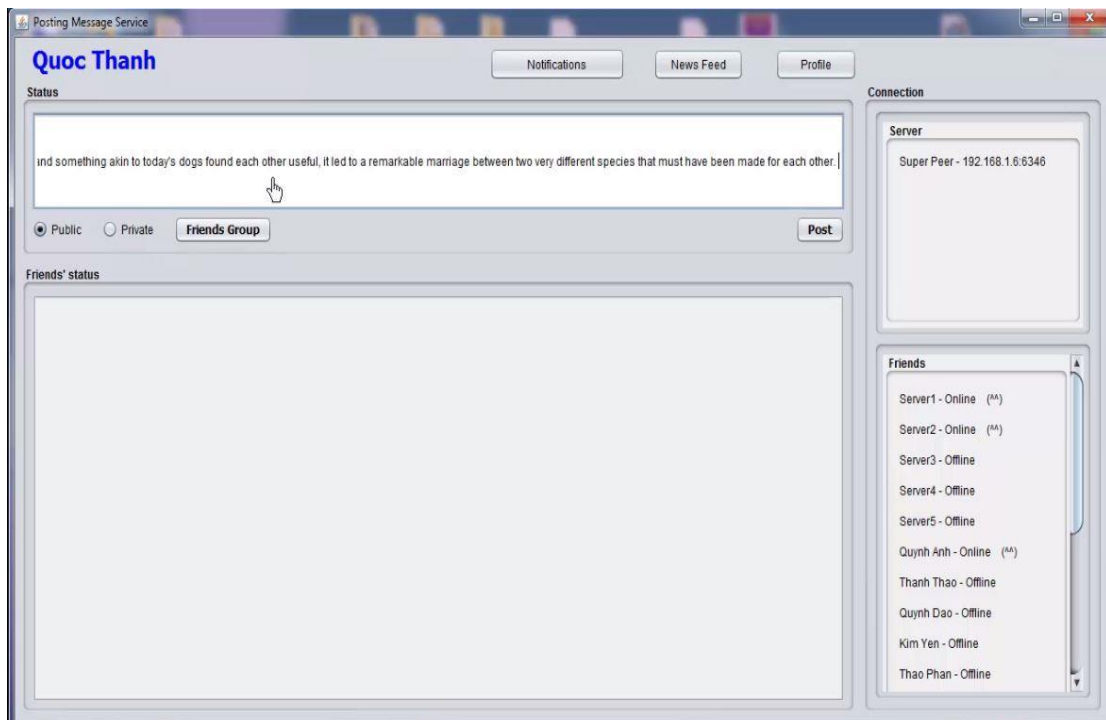 Posting Message Service
Quoc Thanh
Notifications
News Feed
Profile
Status
and something akin to today's dogs found each other useful, it led to a remarkable marriage between two very different species that must have been made for each other.
Public
Private
Friends Group
Post
Friends' status
Connection
Server
Super Peer - 192.168.1.6:6346
Friends
Server1 - Online (^^)
Server2 - Online (^^)
Server3 - Offline
Server4 - Offline
Server5 - Offline
Quynh Anh - Online (^^)
Thanh Thao - Offline
Quynh Dao - Offline
Kim Yen - Offline
Thao Phan - Offline